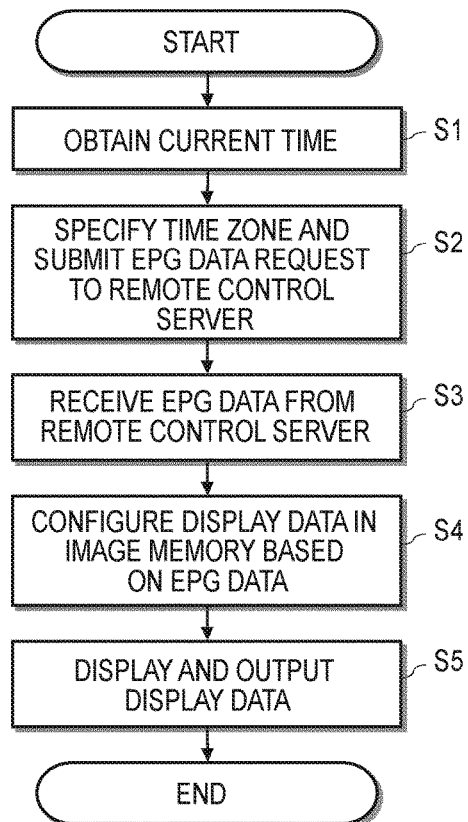 START
OBTAIN CURRENT TIME
S1
SPECIFY TIME ZONE AND
SUBMIT EPG DATA REQUEST
TO REMOTE CONTROL
SERVER
S2
RECEIVE EPG DATA FROM
REMOTE CONTROL SERVER
S3
CONFIGURE DISPLAY DATA IN
IMAGE MEMORY BASED
ON EPG DATA
S4
DISPLAY AND OUTPUT
DISPLAY DATA
S5
END